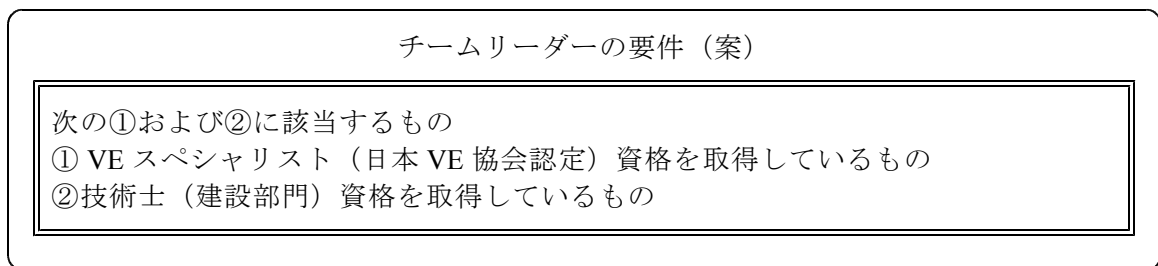 チームリーダーの要件（案）
次の①および②に該当するもの
① VE スペシャリスト（日本 VE 協会認定）資格を取得しているもの
②技術士（建設部門）資格を取得しているもの